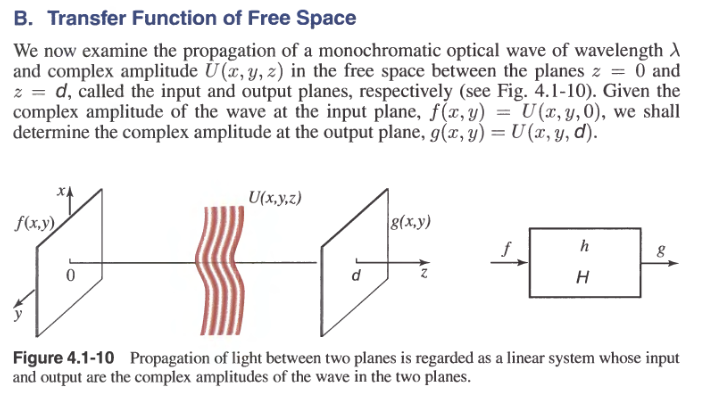 B. Transfer Function of Free Space
We now examine the propagation of a monochromatic optical wave of wavelength λ
and complex amplitude U(x, y, z) in the free space between the planes z = 0 and
z = d, called the input and output planes, respectively (see Fig. 4.1-10). Given the
complex amplitude of the wave at the input plane, f(x, y) = U(x, y, 0), we shall
determine the complex amplitude at the output plane, g(x, y) = U(x, y, d).
x
f(x,y)
0
y
U(x,y,z)
g(x,y)
d
z
f
h
H
g
Figure 4.1-10 Propagation of light between two planes is regarded as a linear system whose input
and output are the complex amplitudes of the wave in the two planes.